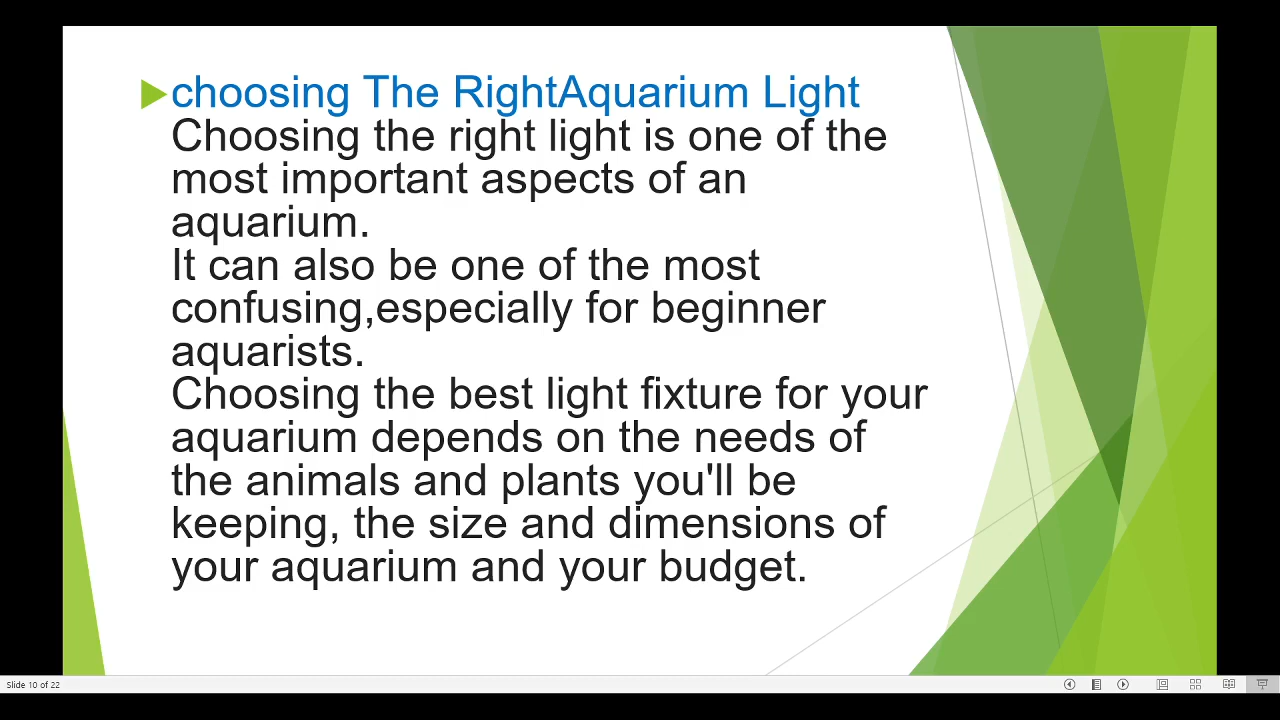 choosing The RightAquarium Light
Choosing the right light is one of the
most important aspects of an
aquarium.
It can also be one of the most
confusing,especially for beginner
aquarists.
Choosing the best light fixture for your
aquarium depends on the needs of
the animals and plants you'll be
keeping, the size and dimensions of
your aquarium and your budget.
Slide 10 of 22